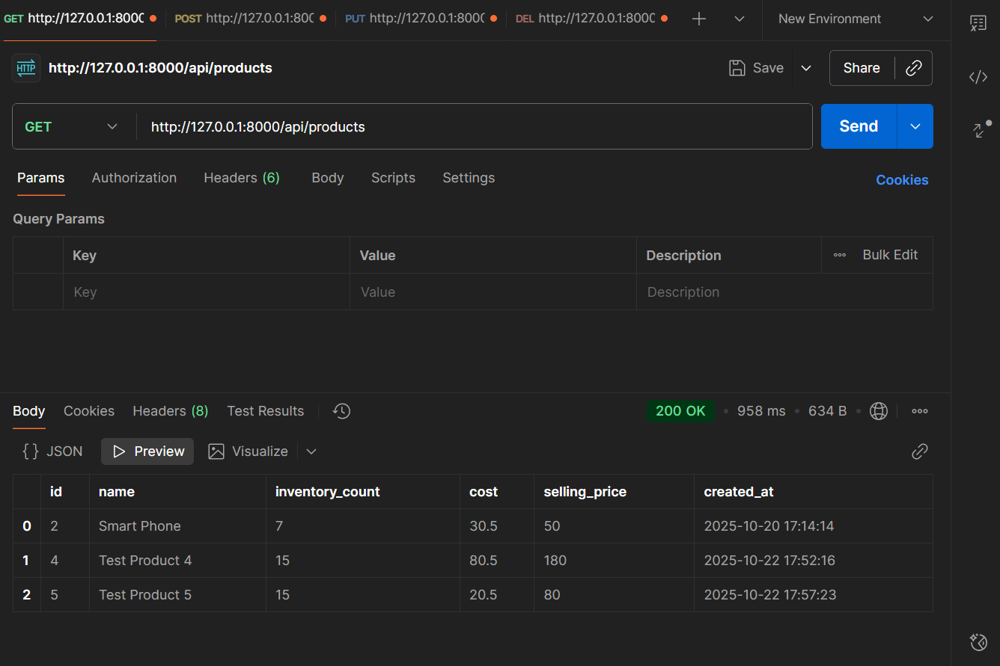 GET http://127.0.0.1:8000 POST http://127.0.0.1:800 PUT http://127.0.0.1:8000 DEL http://127.0.0.1:8000 New Environment
HTTP http://127.0.0.1:8000/api/products Save Share
GET http://127.0.0.1:8000/api/products Send
Params Authorization Headers (6) Body Scripts Settings Cookies
Query Params
Key Value Description Bulk Edit
Key Value Description
Body Cookies Headers (8) Test Results 200 OK 958 ms 634 B
{} JSON Preview Visualize
id name inventory_count cost selling_price created_at
0 2 Smart Phone 7 30.5 50 2025-10-20 17:14:14
1 4 Test Product 4 15 80.5 180 2025-10-22 17:52:16
2 5 Test Product 5 15 20.5 80 2025-10-22 17:57:23